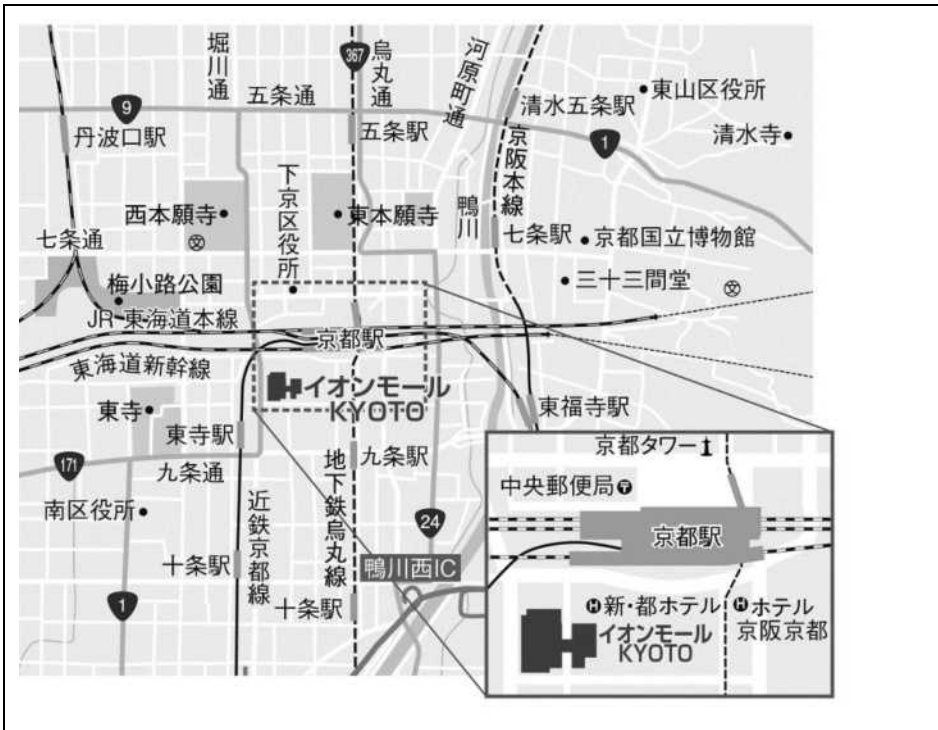 堀川通
367
烏丸通
河原町通
9
五条通
清水五条駅
東山区役所
丹波口駅
五条駅
京阪本線
1
清水寺
下京区役所
西本願寺
東本願寺
鴨川
七条通
七条駅
京都国立博物館
梅小路公園
三十三間堂
JR 東海道本線
京都駅
東海道新幹線
イオンモール
KYOTO
東寺
東福寺駅
東寺駅
171
九条通
九条駅
地下鉄烏丸線
近鉄京都線
南区役所
24
十条駅
鴨川西IC
1
十条駅
京都タワー
中央郵便局
京都駅
H新・都ホテル
Hホテル
京阪京都
イオンモール
KYOTO